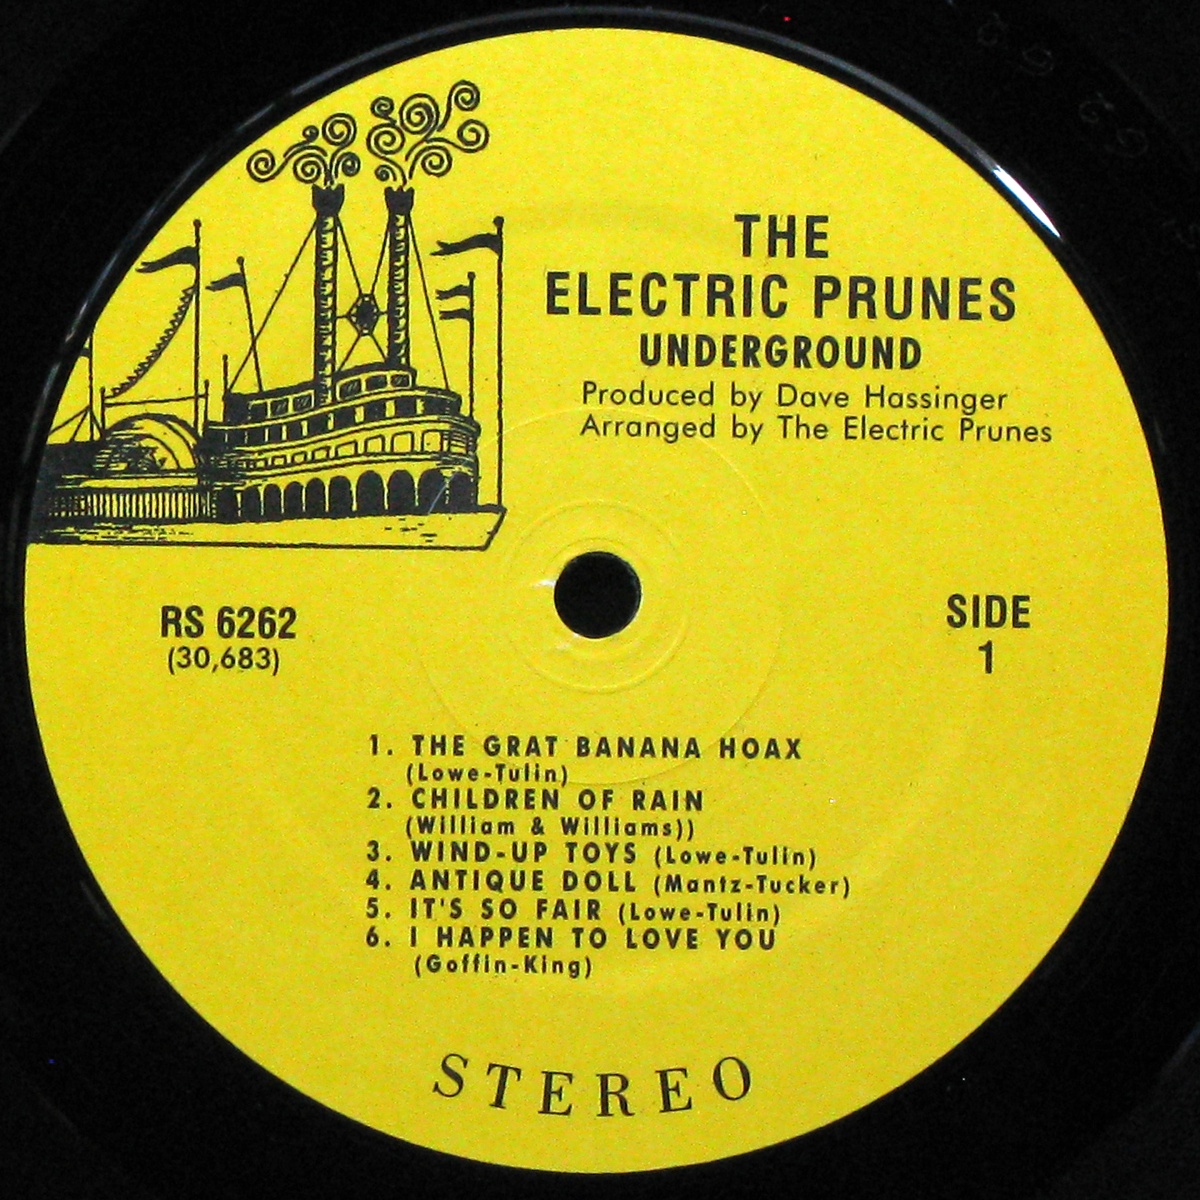 THE
ELECTRIC PRUNES
UNDERGROUND
Produced by Dave Hassinger
Arranged by The Electric Prunes
RS 6262
(30,683)
SIDE
1
1. THE GRAT BANANA HOAX
(Lowe-Tulin)
2. CHILDREN OF RAIN
(William & Williams))
3. WIND-UP TOYS (Lowe-Tulin)
4. ANTIQUE DOLL (Mantz-Tucker)
5. IT'S SO FAIR (Lowe-Tulin)
6. I HAPPEN TO LOVE YOU
(Goffin-King)
STEREO